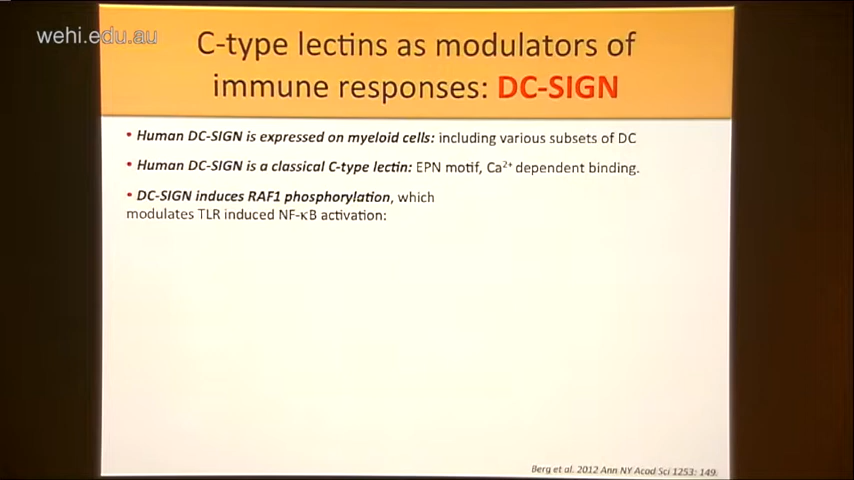 wehi.edu.au
C-type lectins as modulators of
immune responses: DC-SIGN
• Human DC-SIGN is expressed on myeloid cells: including various subsets of DC
• Human DC-SIGN is a classical C-type lectin: EPN motif, Ca²⁺ dependent binding.
• DC-SIGN induces RAF1 phosphorylation, which
modulates TLR induced NF-κB activation:
Berg et al. 2012 Ann NY Acad Sci 1253: 149.